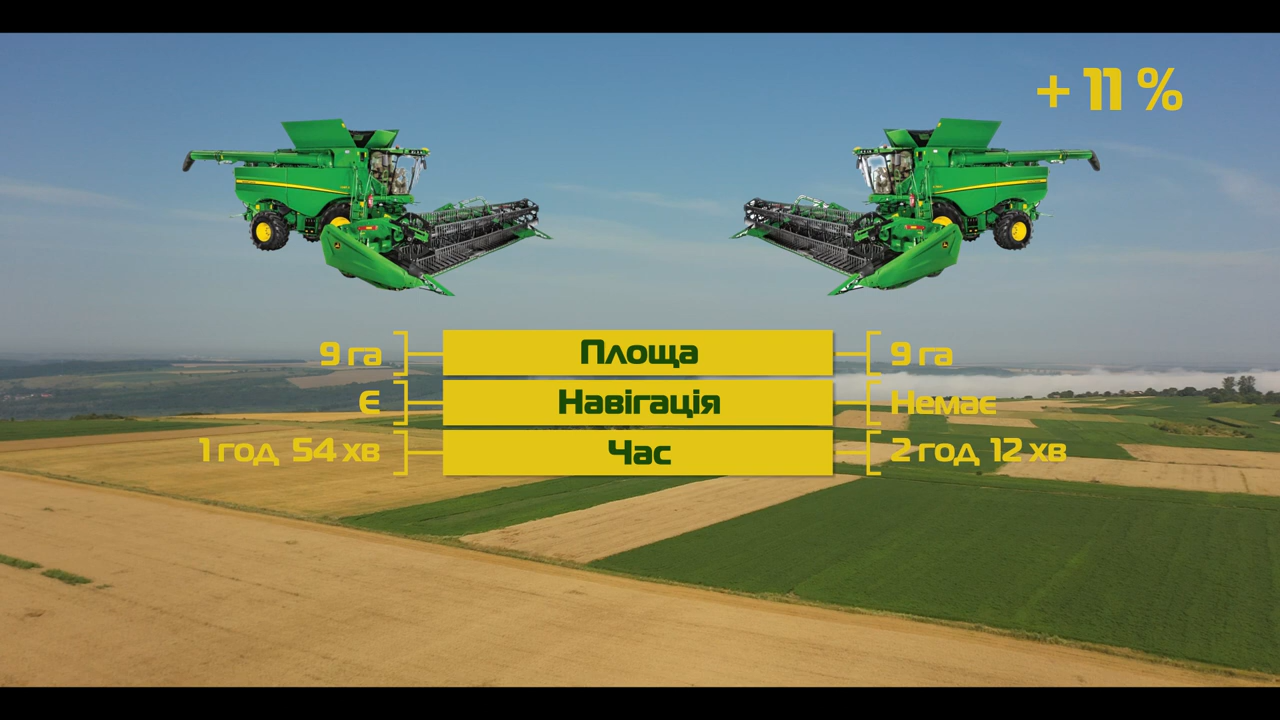 + 11 %
9 га Площа 9 га
Є Навігація Немає
1 год 54 хв Час 2 год 12 хв